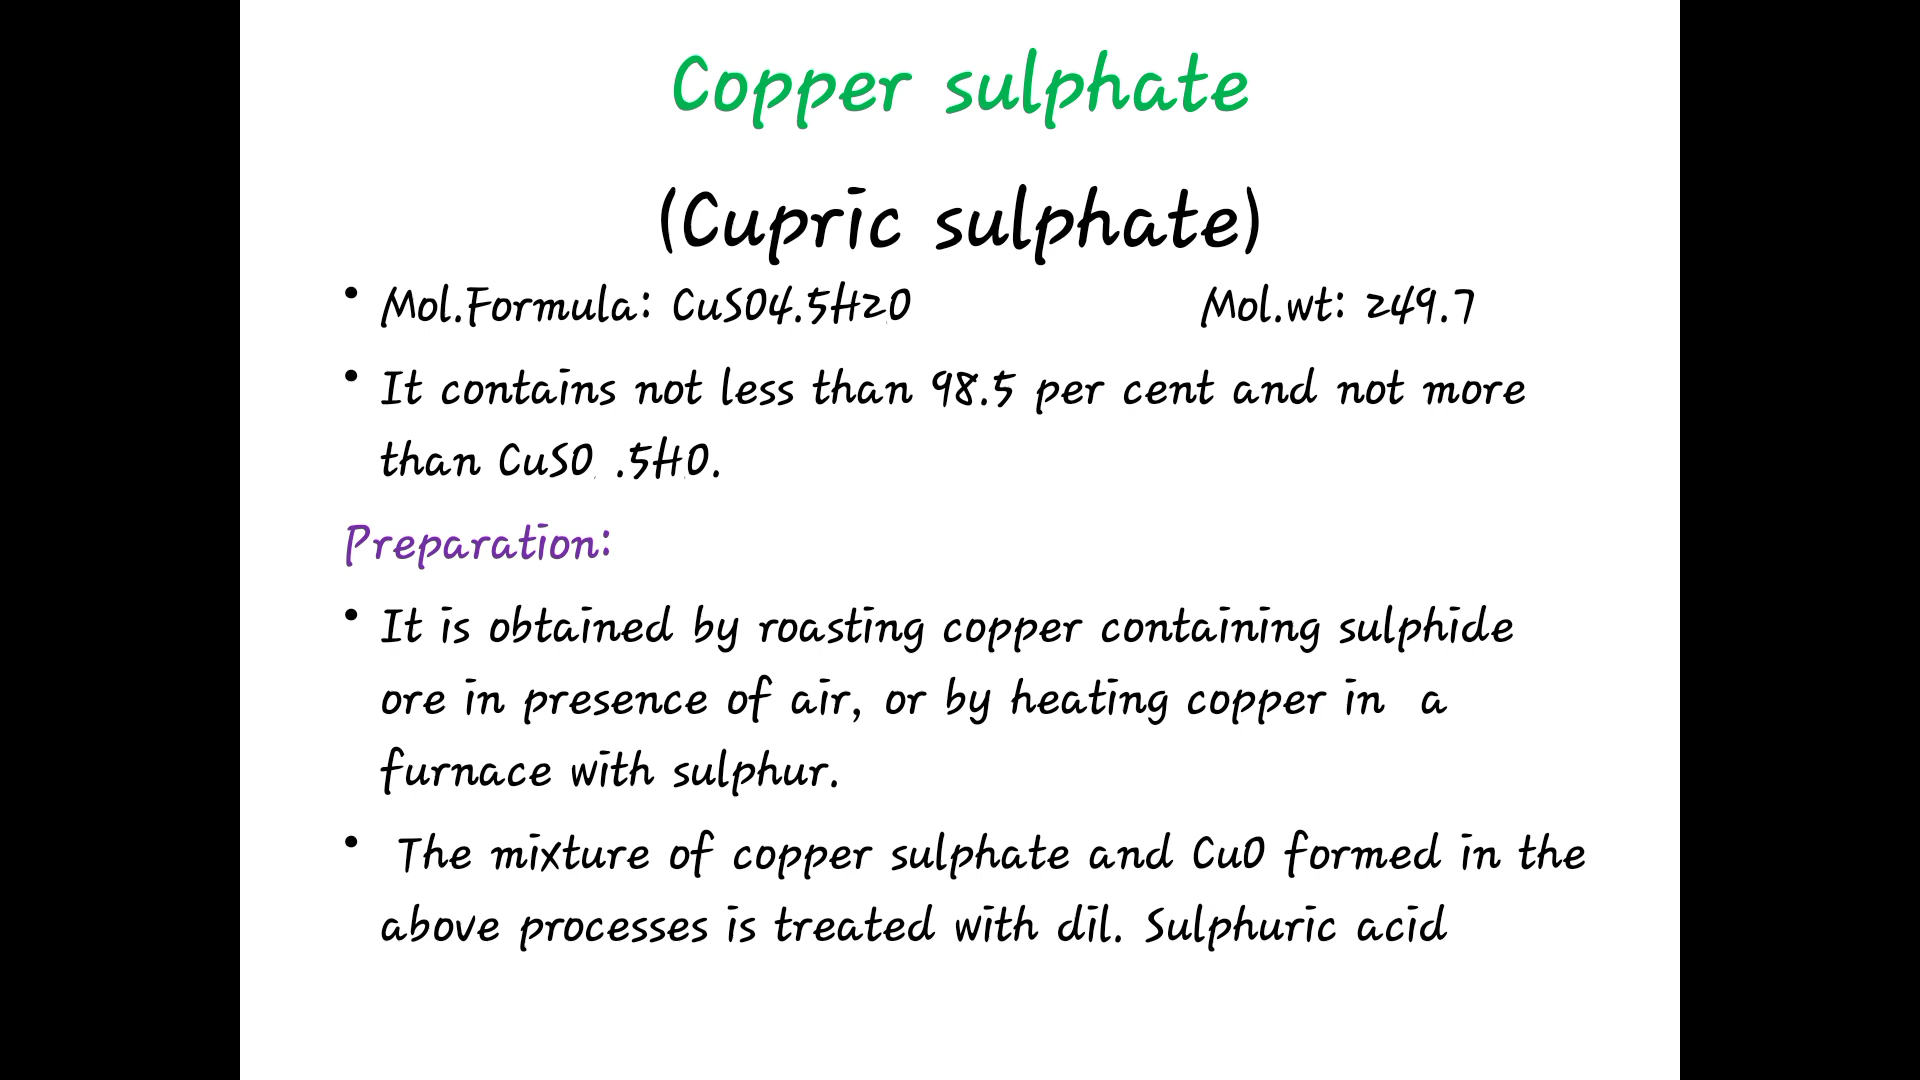 Copper sulphate
(Cupric sulphate)
• Mol.Formula: CuSO4.5H2O Mol.wt: 249.7
• It contains not less than 98.5 per cent and not more
than CuSO .5HO.
Preparation:
• It is obtained by roasting copper containing sulphide
ore in presence of air, or by heating copper in a
furnace with sulphur.
• The mixture of copper sulphate and CuO formed in the
above processes is treated with dil. Sulphuric acid